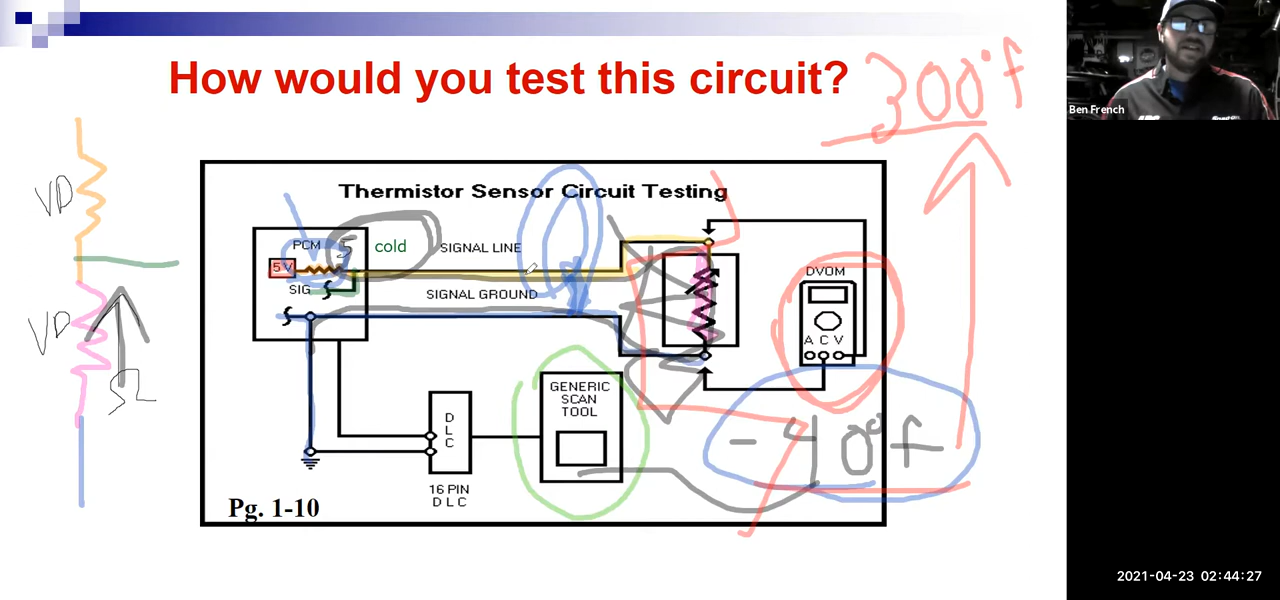 How would you test this circuit?
300°f
Ben French
Thermistor Sensor Circuit Testing
VD
PCM
5
cold
SIGNAL LINE
5V
DVOM
SIG
SIGNAL GROUND
VD
A C V
Ω
GENERIC
SCAN
TOOL
D
L
C
-40°f
16 PIN
D L C
Pg. 1-10
2021-04-23 02:44:27